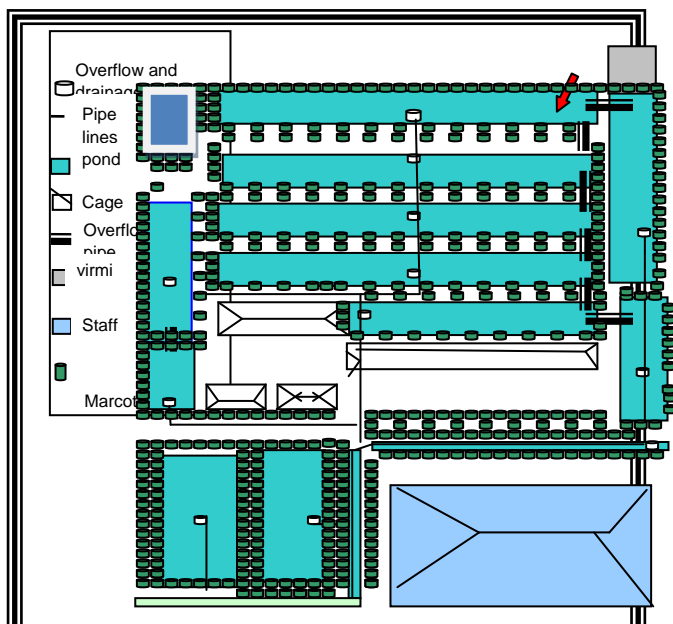 Overflow and
drainage
Pipe
lines
pond
Cage
Overflo
pipe
virmi
Staff
Marcot